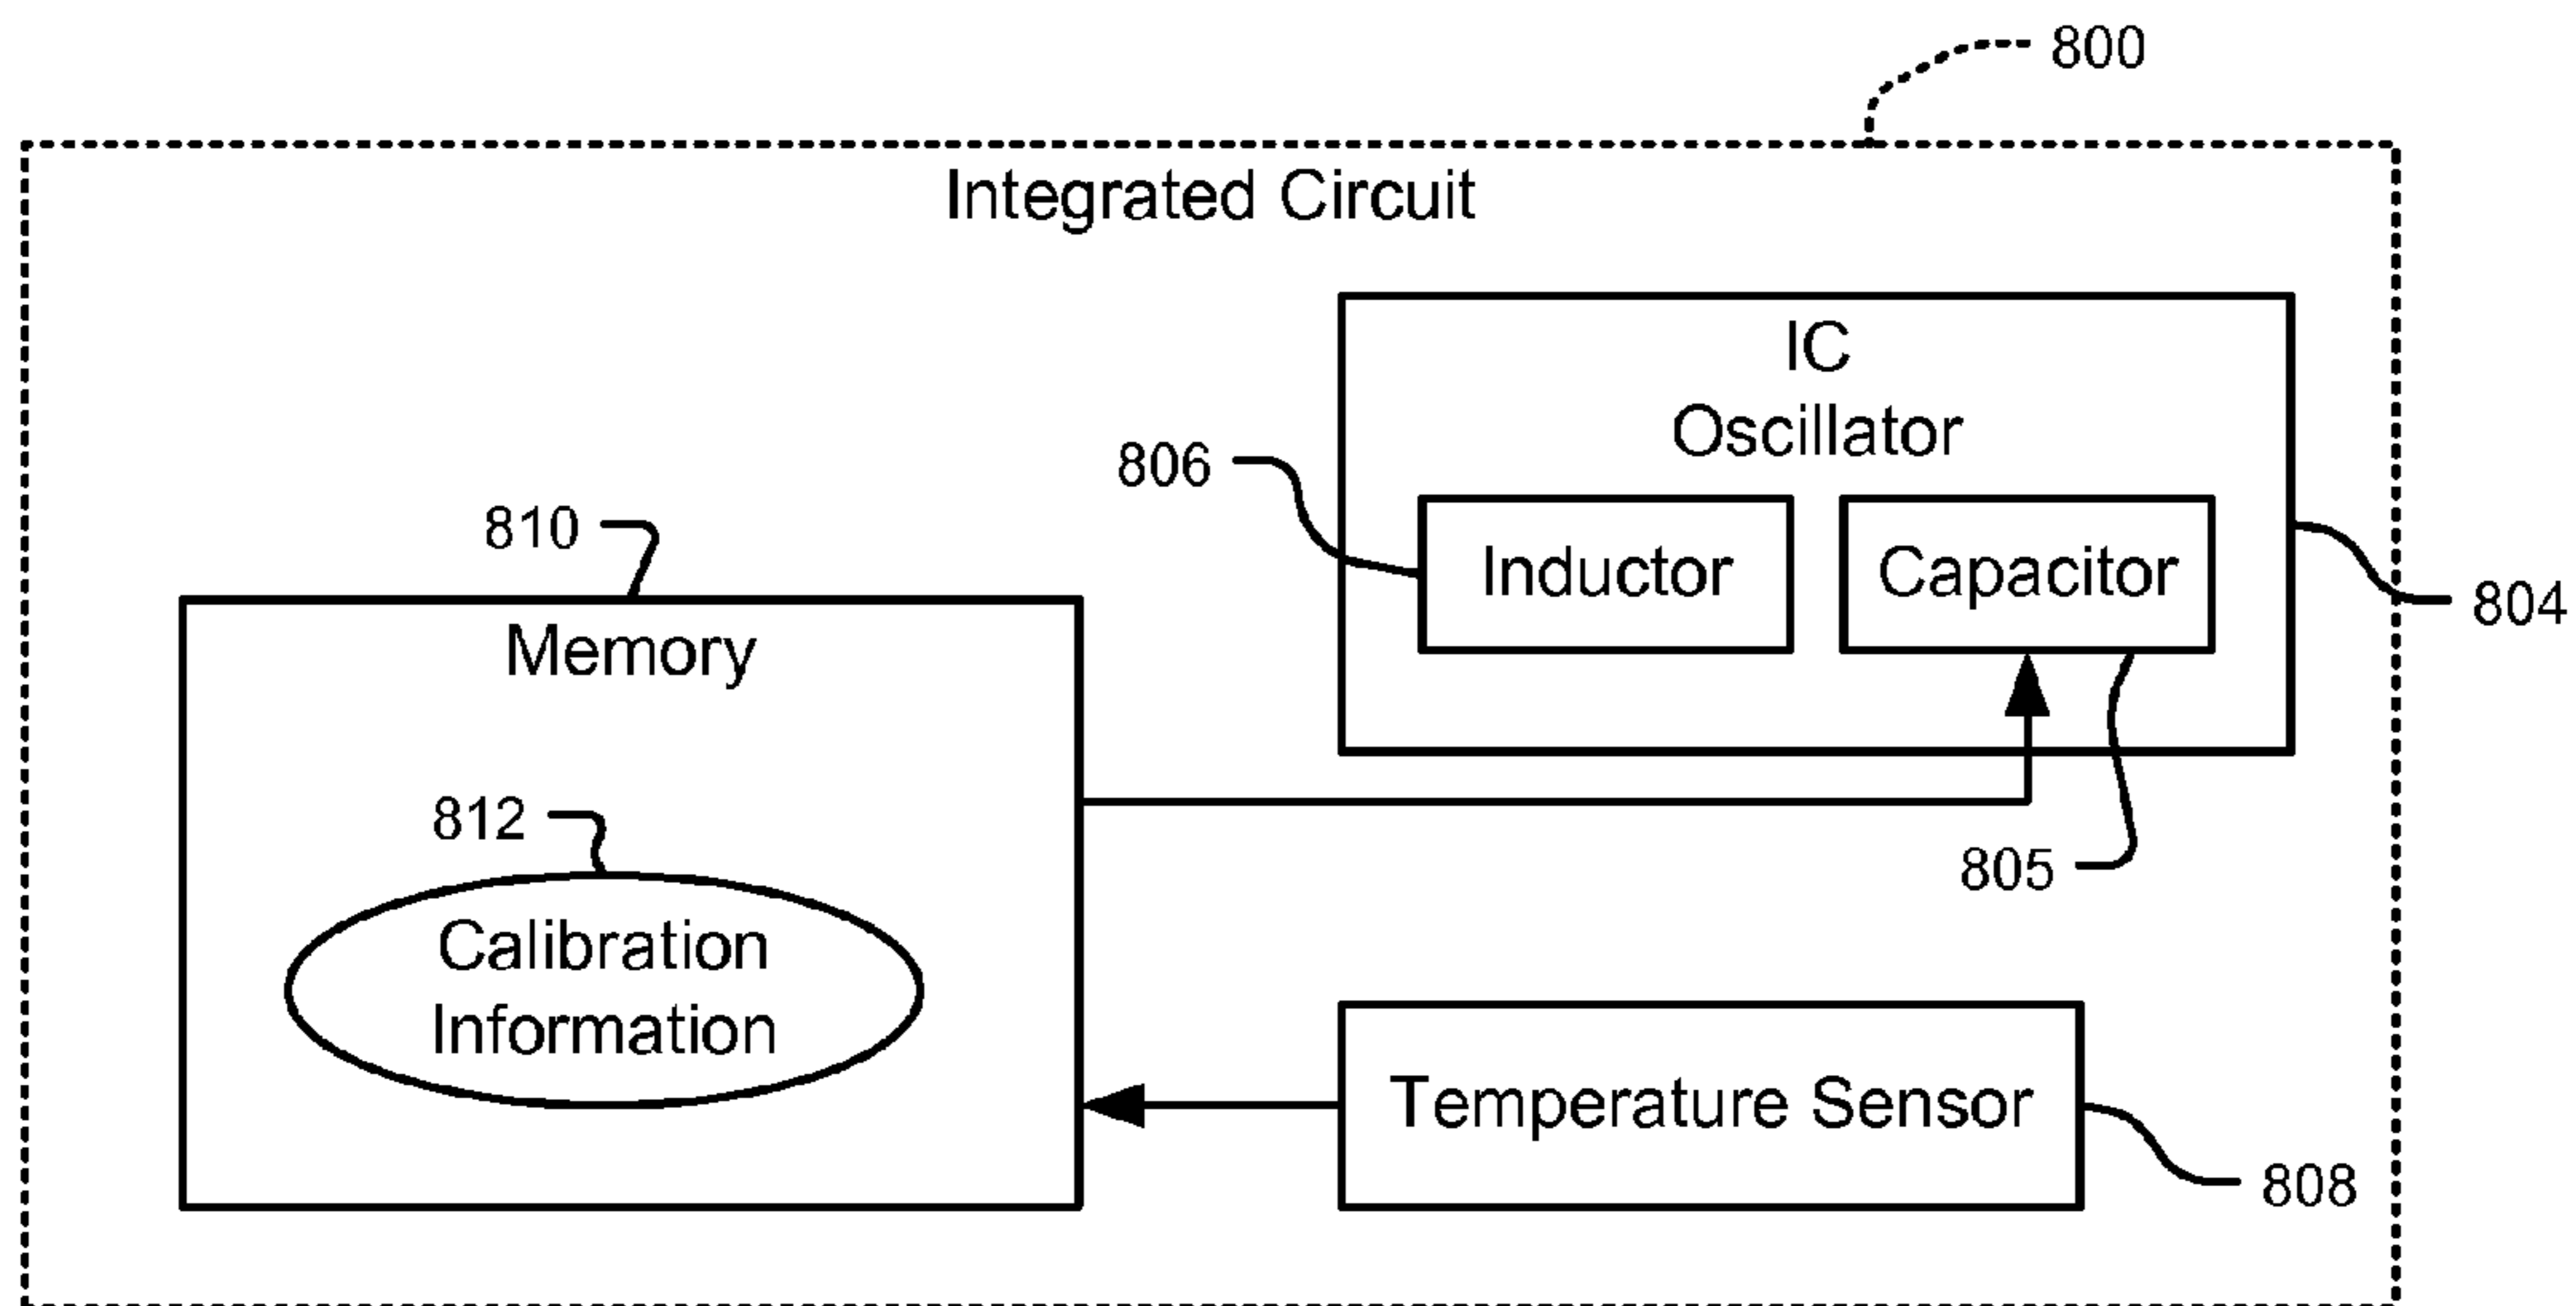 800
Integrated Circuit
IC
Oscillator
806
Inductor
Capacitor
804
810
Memory
812
805
Calibration
Information
Temperature Sensor
808